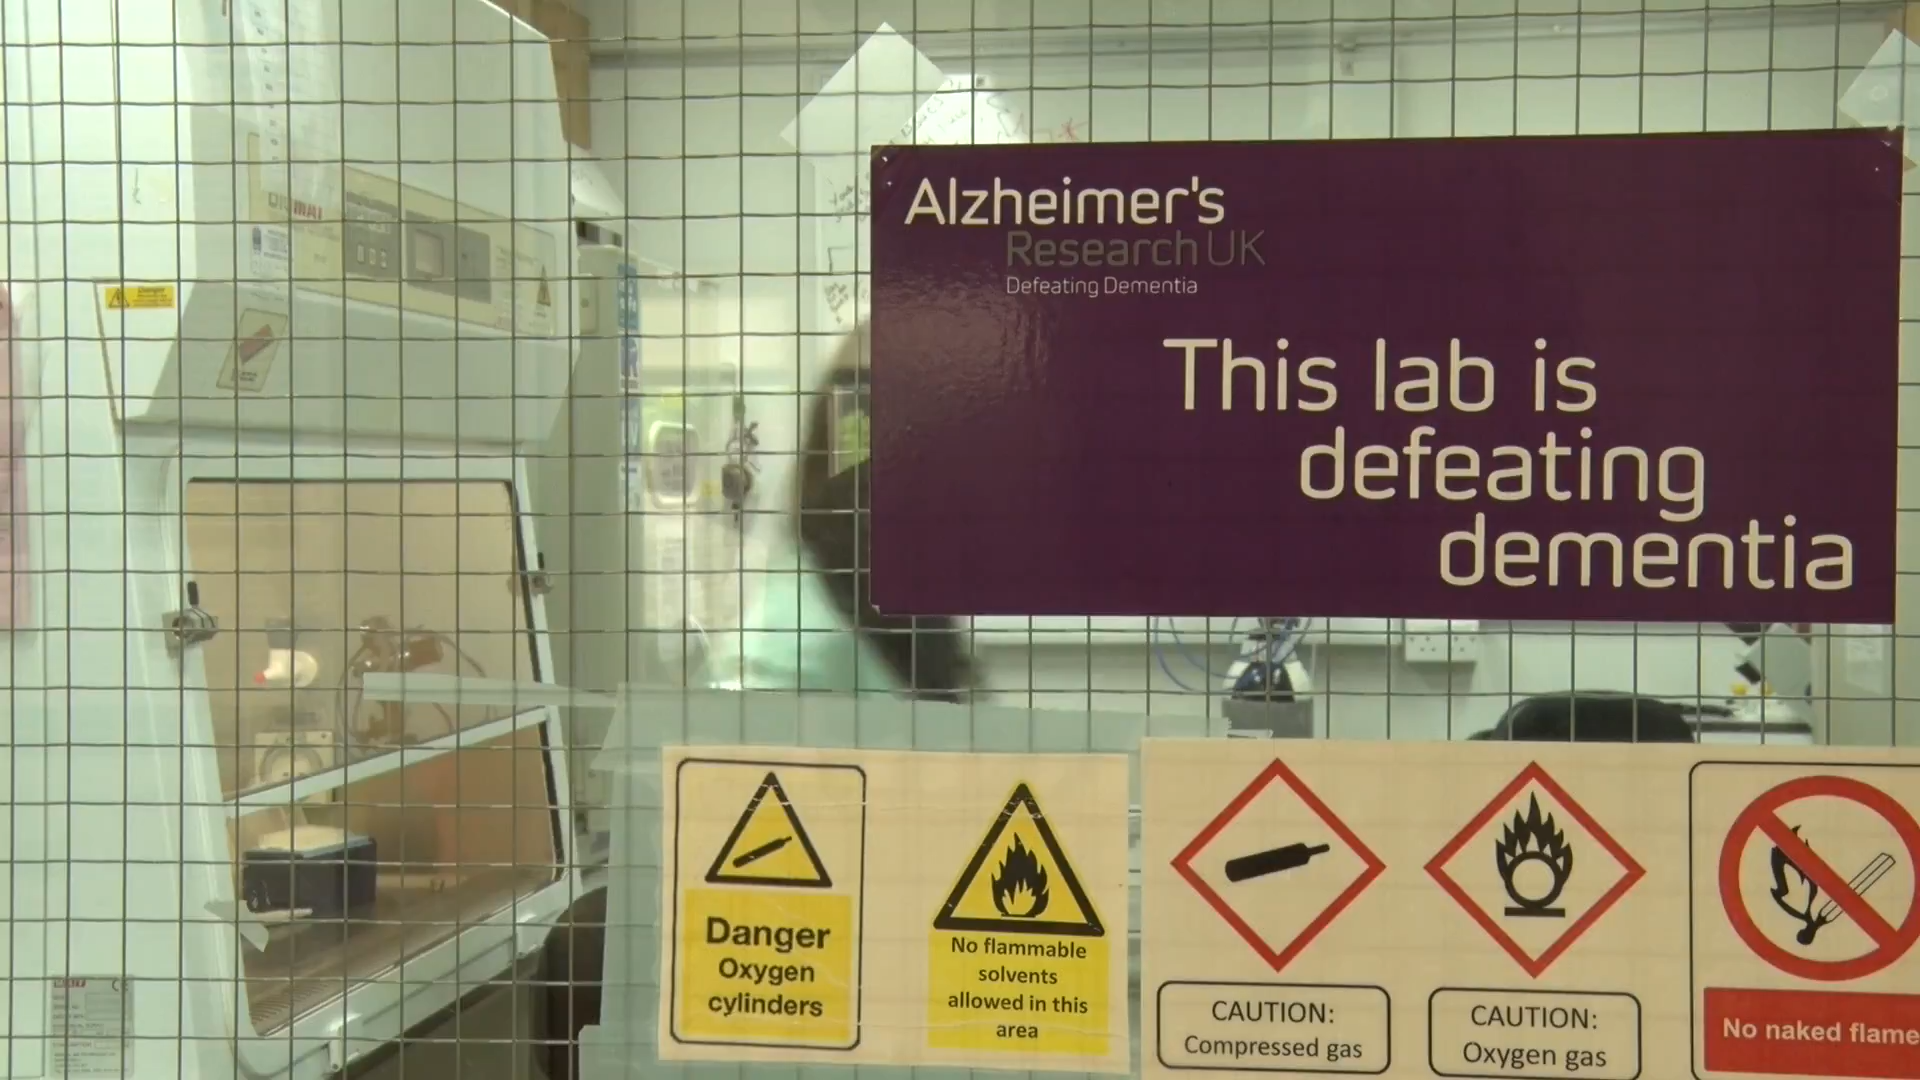 Alzheimer's
Research UK
Defeating Dementia
This lab is
defeating
dementia
Danger
Danger
Oxygen
cylinders
No flammable
solvents
allowed in this
area
CAUTION:
Compressed gas
CAUTION:
Oxygen gas
No naked flame